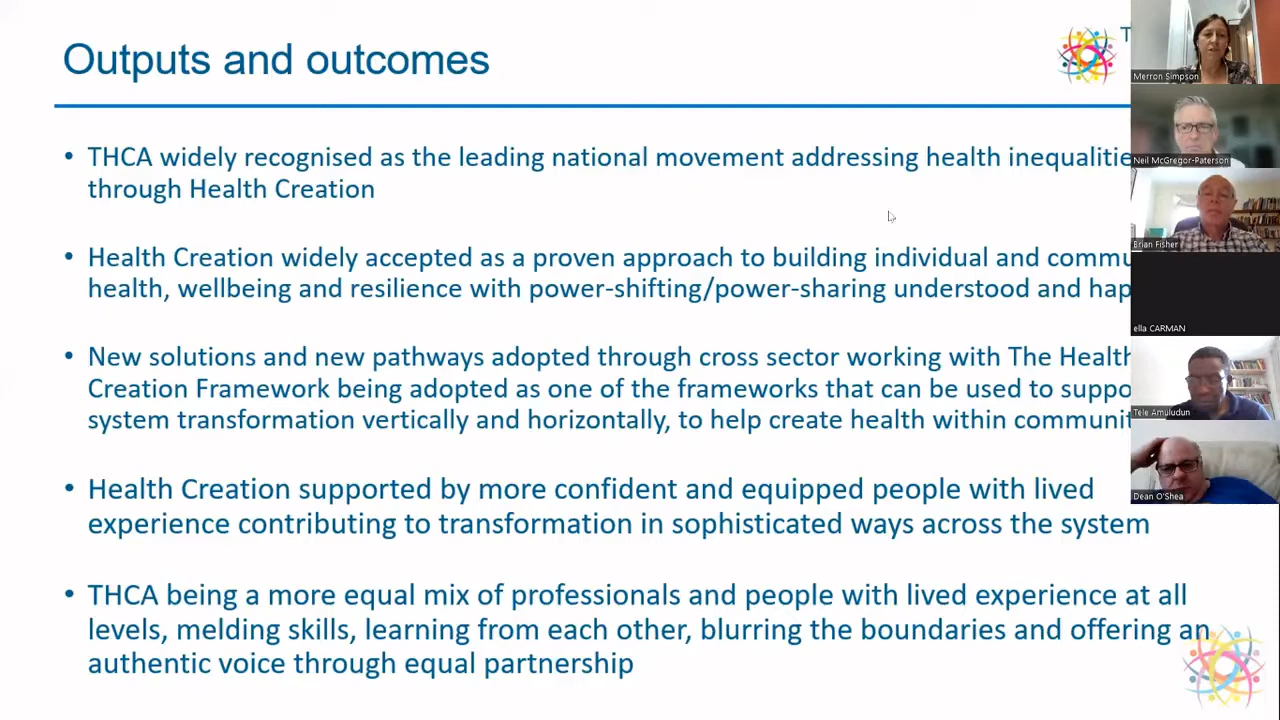 Outputs and outcomes
T
• THCA widely recognised as the leading national movement addressing health inequalitie
through Health Creation
• Health Creation widely accepted as a proven approach to building individual and commu
health, wellbeing and resilience with power-shifting/power-sharing understood and hap
• New solutions and new pathways adopted through cross sector working with The Health
Creation Framework being adopted as one of the frameworks that can be used to suppo
system transformation vertically and horizontally, to help create health within communit
• Health Creation supported by more confident and equipped people with lived
experience contributing to transformation in sophisticated ways across the system
• THCA being a more equal mix of professionals and people with lived experience at all
levels, melding skills, learning from each other, blurring the boundaries and offering an
authentic voice through equal partnership
Merron Simpson
Neil McGregor-Paterson
Brian Fisher
ella CARMAN
Tele Amuludun
Dean O'Shea